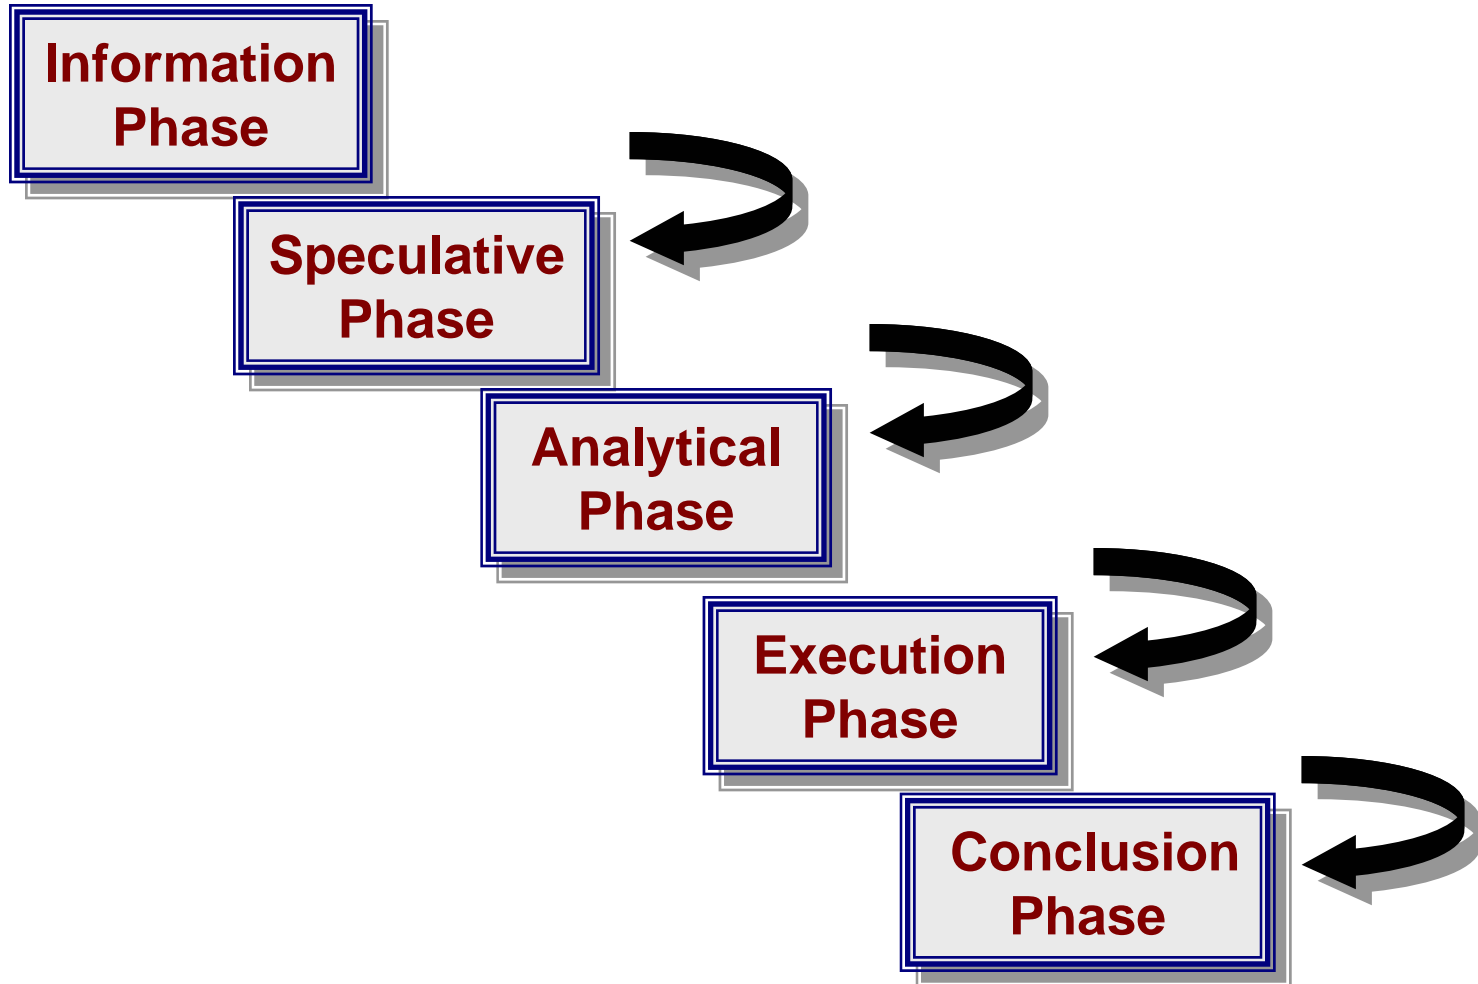 Information
Phase
Speculative
Phase
Analytical
Phase
Execution
Phase
Conclusion
Phase